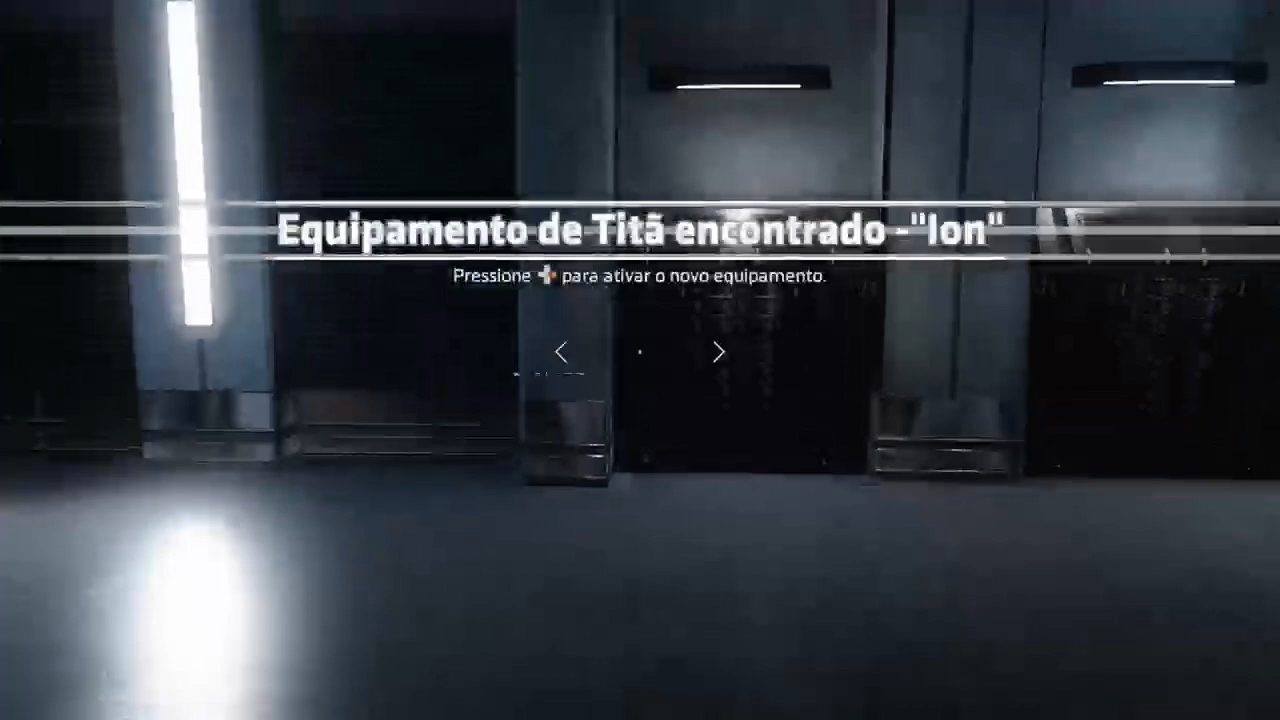 Equipamento de Titã encontrado -"Ion"
Pressione para ativar o novo equipamento.